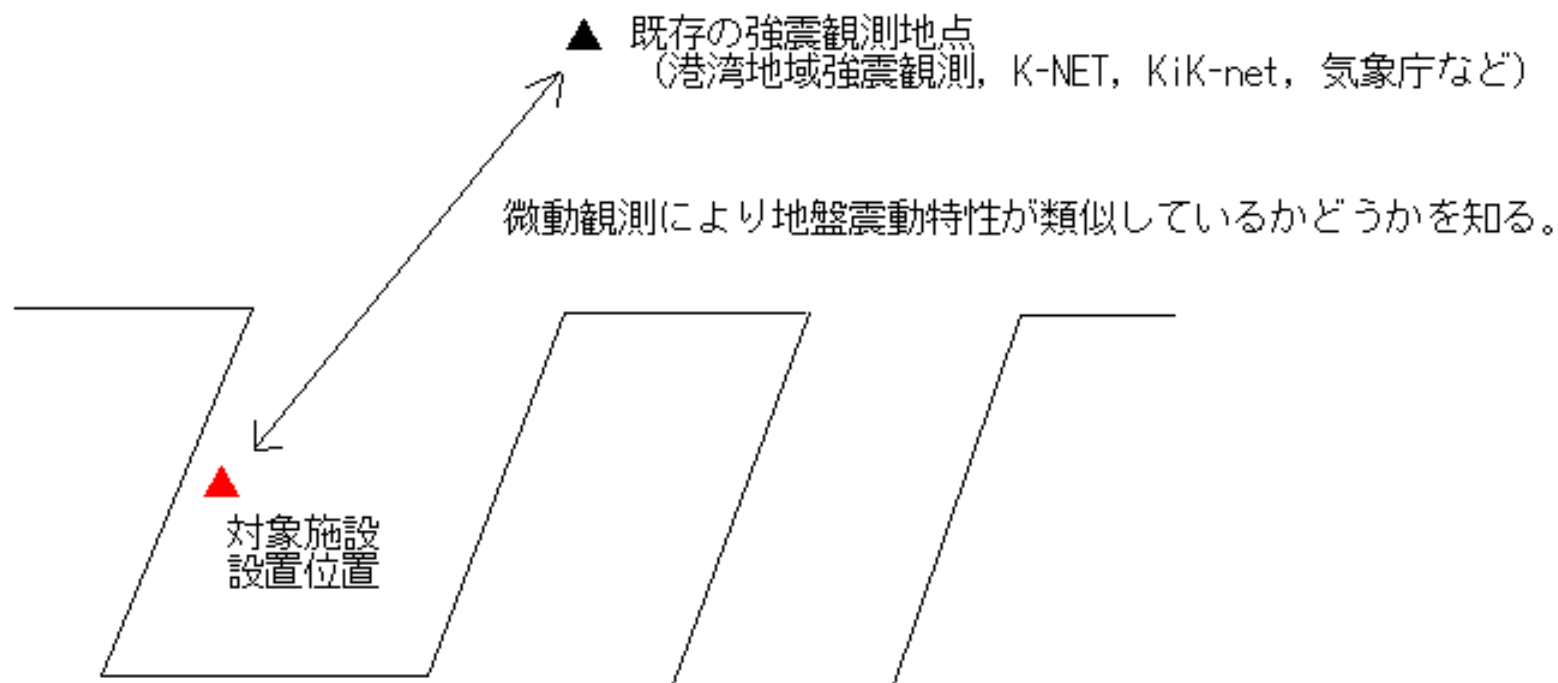 既存の強震観測地点
（港湾地域強震観測，K-NET，KiK-net，気象庁など）
微動観測により地盤震動特性が類似しているかどうかを知る。
対象施設
設置位置